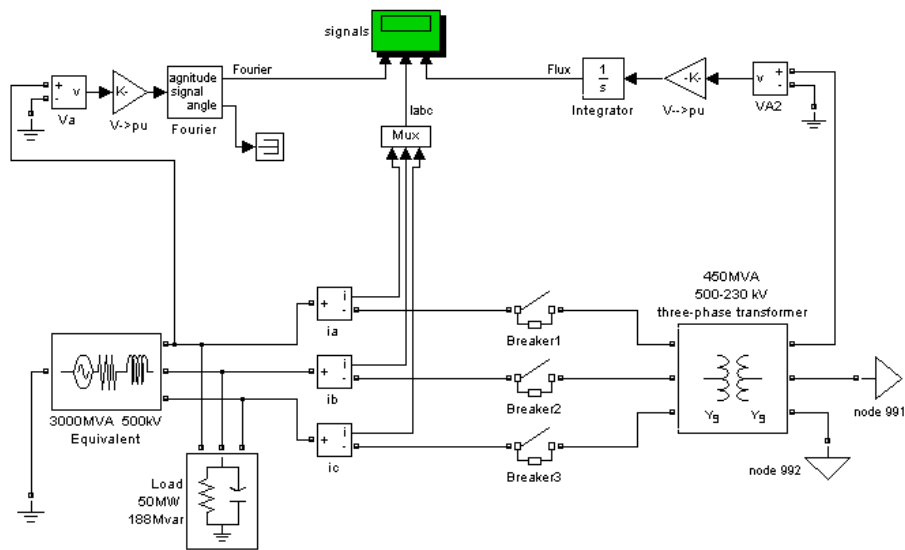 signals
Fourier
Flux
Iabc
+
-
v
Va
K-
V->pu
agnitude
signal
angle
Fourier
Mux
1
s
Integrator
-K-
V-->pu
v
+
-
VA2
+
i
-
ia
+
i
-
ib
+
i
-
ic
Breaker1
Breaker2
Breaker3
450MVA
500-230 kV
three-phase transformer
Yg
Yg
node 991
node 992
3000MVA 500kV
Equivalent
Load
50MW
188Mvar